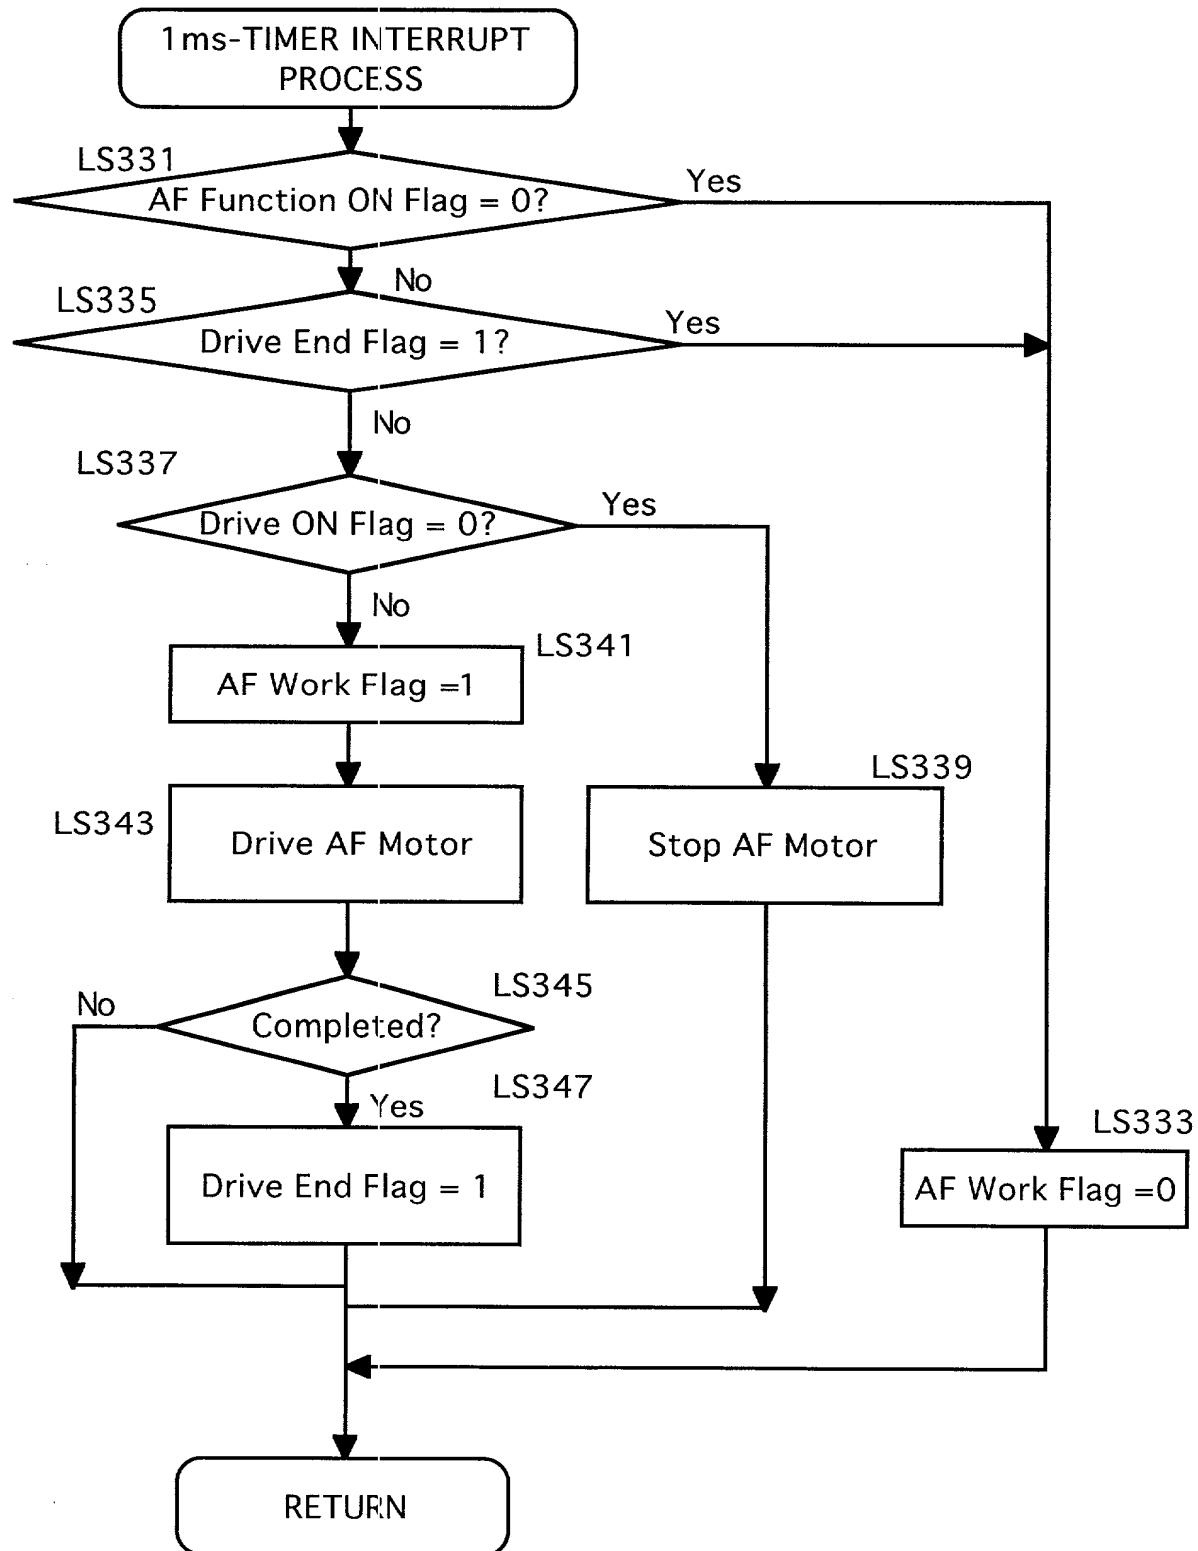 1ms-TIMER INTERRUPT
PROCESS
LS331
AF Function ON Flag = 0?
Yes
No
LS335
Drive End Flag = 1?
Yes
No
LS337
Drive ON Flag = 0?
Yes
No
LS341
AF Work Flag =1
LS339
LS343
Drive AF Motor
Stop AF Motor
LS345
No
Completed?
LS347
Yes
LS333
Drive End Flag = 1
AF Work Flag =0
RETURN